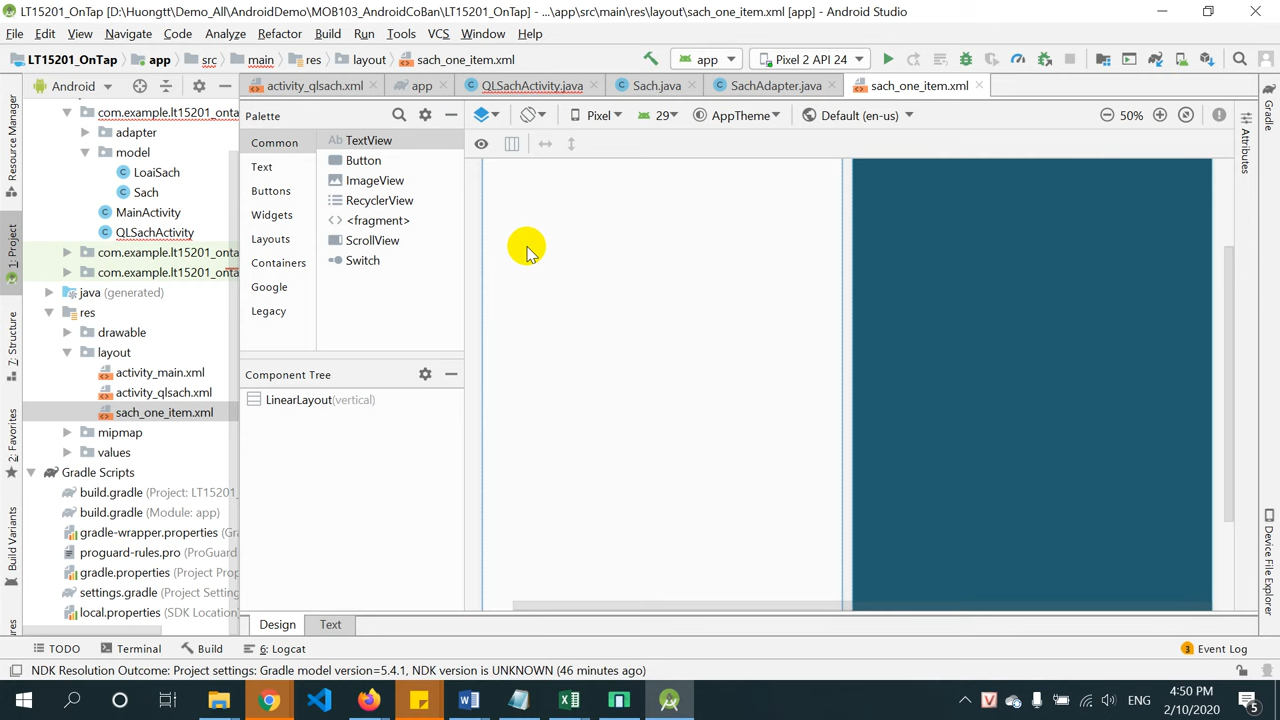 LT15201_OnTap [D:\Huongtt\Demo_All\AndroidDemo\MOB103_AndroidCoBan\LT15201_OnTap] - ...\app\src\main\res\layout\sach_one_item.xml [app] - Android Studio
File Edit View Navigate Code Analyze Refactor Build Run Tools VCS Window Help
LT15201_OnTap app src main res layout sach_one_item.xml app Pixel 2 API 24
Android activity_qlsach.xml app QLSachActivity.java Sach.java SachAdapter.java sach_one_item.xml
com.example.lt15201_onta
adapter
model
LoaiSach
Sach
MainActivity
QLSachActivity
com.example.lt15201_onta
com.example.lt15201_onta
java (generated)
res
drawable
layout
activity_main.xml
activity_qlsach.xml
sach_one_item.xml
mipmap
values
Gradle Scripts
build.gradle (Project: LT15201_
build.gradle (Module: app)
gradle-wrapper.properties (Gra
proguard-rules.pro (ProGuard
gradle.properties (Project Prop
settings.gradle (Project Setting
local.properties (SDK Location
Palette
Common
Text
Buttons
Widgets
Layouts
Containers
Google
Legacy
Ab TextView
Button
ImageView
RecyclerView
<fragment>
ScrollView
Switch
Component Tree
LinearLayout(vertical)
Pixel 29 AppTheme Default (en-us) 50%
Design Text
Resource Manager
1: Project
7: Structure
2: Favorites
Build Variants
Gradle
Attributes
Device File Explorer
TODO Terminal Build 6: Logcat 3 Event Log
NDK Resolution Outcome: Project settings: Gradle model version=5.4.1, NDK version is UNKNOWN (46 minutes ago)
ENG
4:50 PM
2/10/2020
5